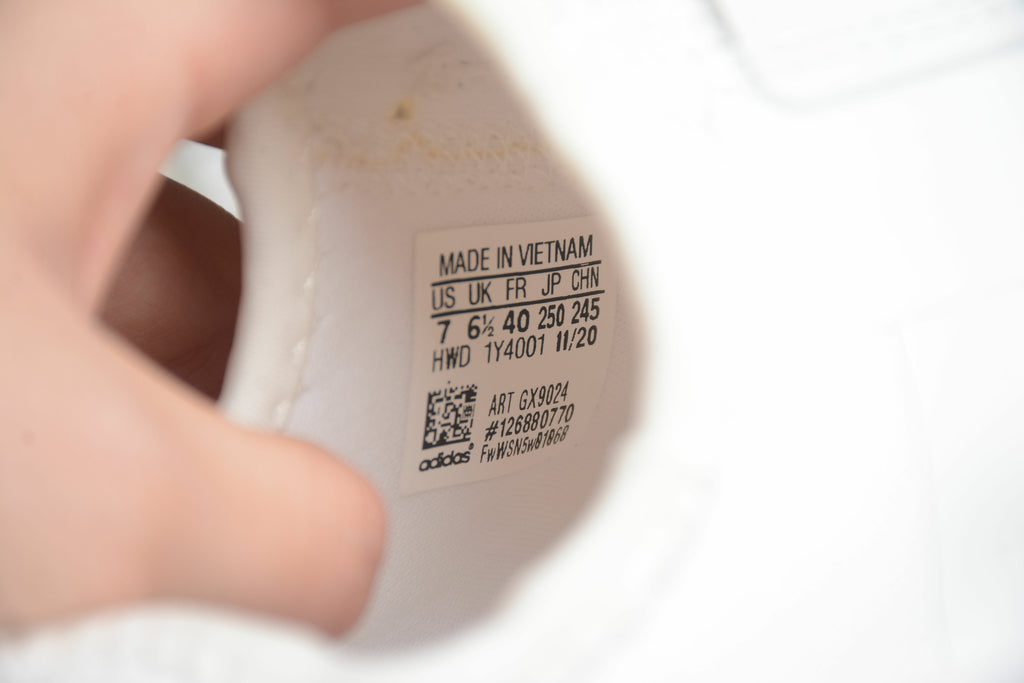 MADE IN VIETNAM
US UK FR JP CHN
7 6½ 40 250 245
HWD 1Y4001 11/20
ART GX9024
#126880770
FwWSN5w81868
adidas®